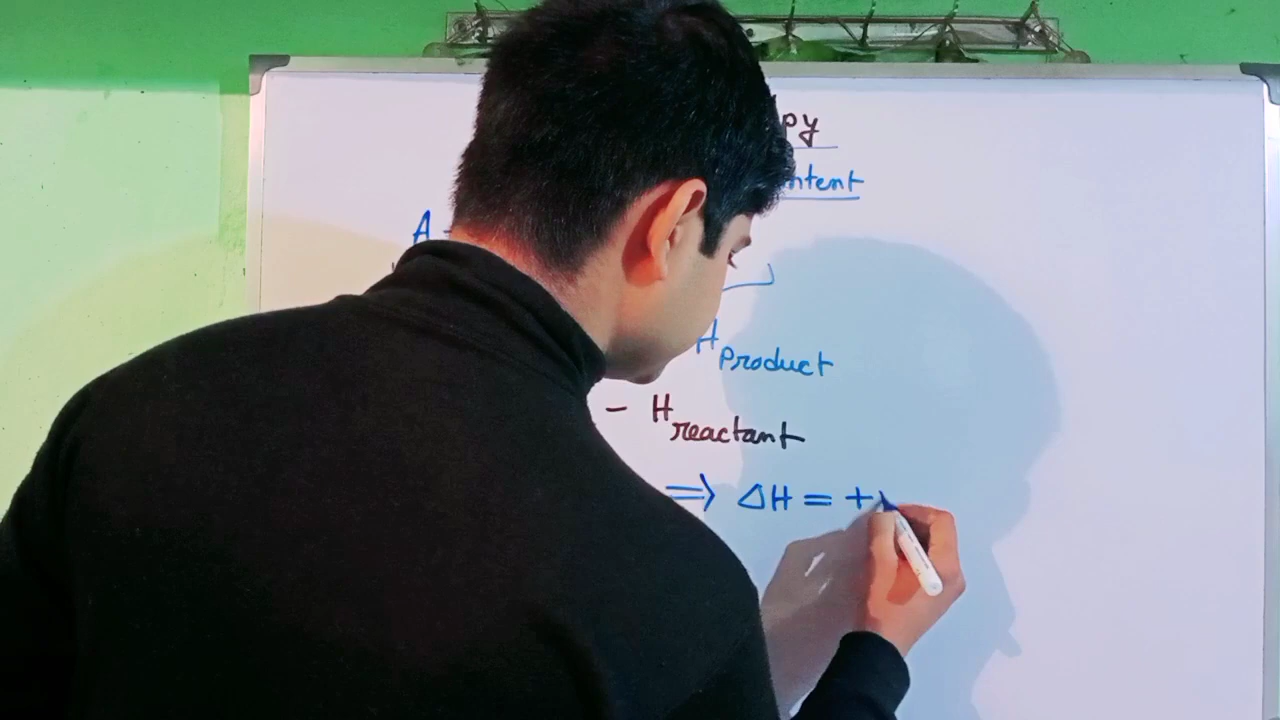 py
ntent
A -
H product
- H reactant
⇒ ΔH = +